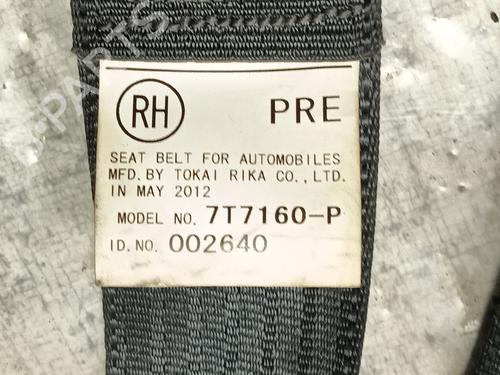 RH PRE
SEAT BELT FOR AUTOMOBILES
MFD. BY TOKAI RIKA CO., LTD.
IN MAY 2012
MODEL NO. 7T7160-P
ID. NO. 002640
B-PARTS